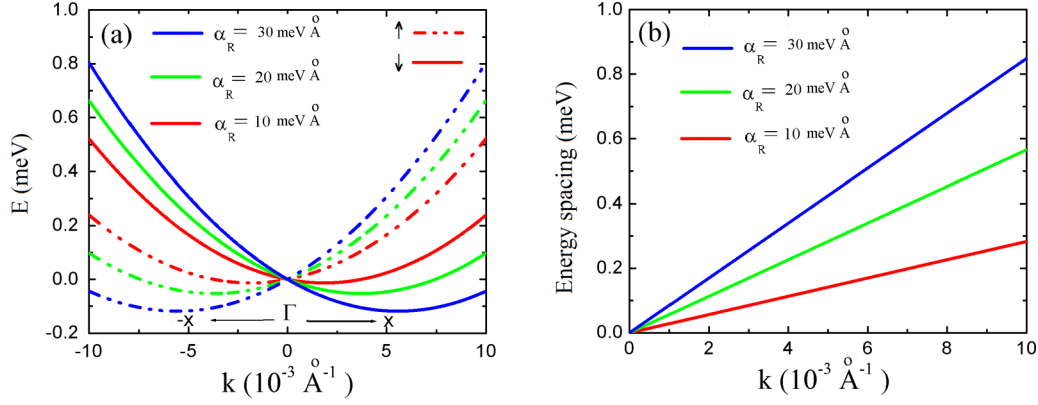 (a)
α_R = 30 meV Å
α_R = 20 meV Å
α_R = 10 meV Å
↑
↓
E (meV)
1.0
0.8
0.6
0.4
0.2
0.0
-0.2
-X
Γ
X
-10
-5
0
5
10
k (10⁻³ Å⁻¹)
(b)
α_R = 30 meV Å
α_R = 20 meV Å
α_R = 10 meV Å
Energy spacing (meV)
1.0
0.8
0.6
0.4
0.2
0.0
0
2
4
6
8
10
k (10⁻³ Å⁻¹)